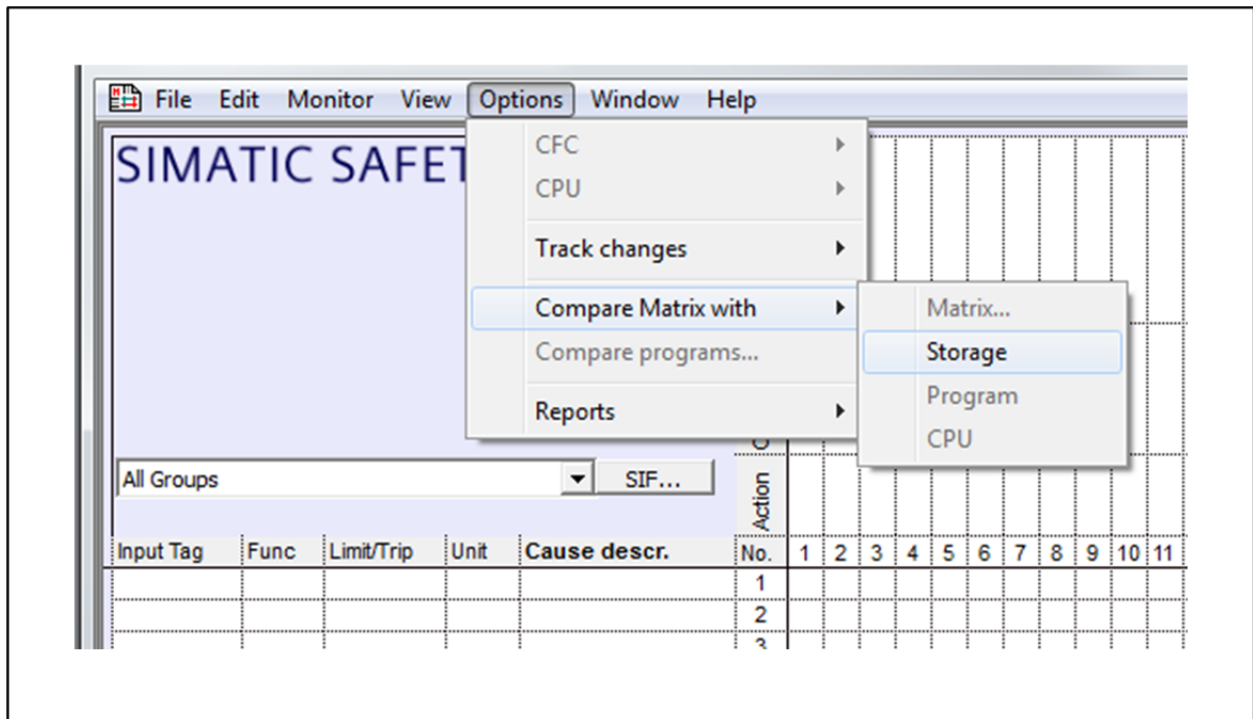 File Edit Monitor View Options Window Help
SIMATIC SAFET
CFC
CPU
Track changes
Compare Matrix with
Compare programs...
Reports
Matrix...
Storage
Program
CPU
All Groups
SIF...
Action
Input Tag Func Limit/Trip Unit Cause descr. No. 1 2 3 4 5 6 7 8 9 10 11
1
2
3